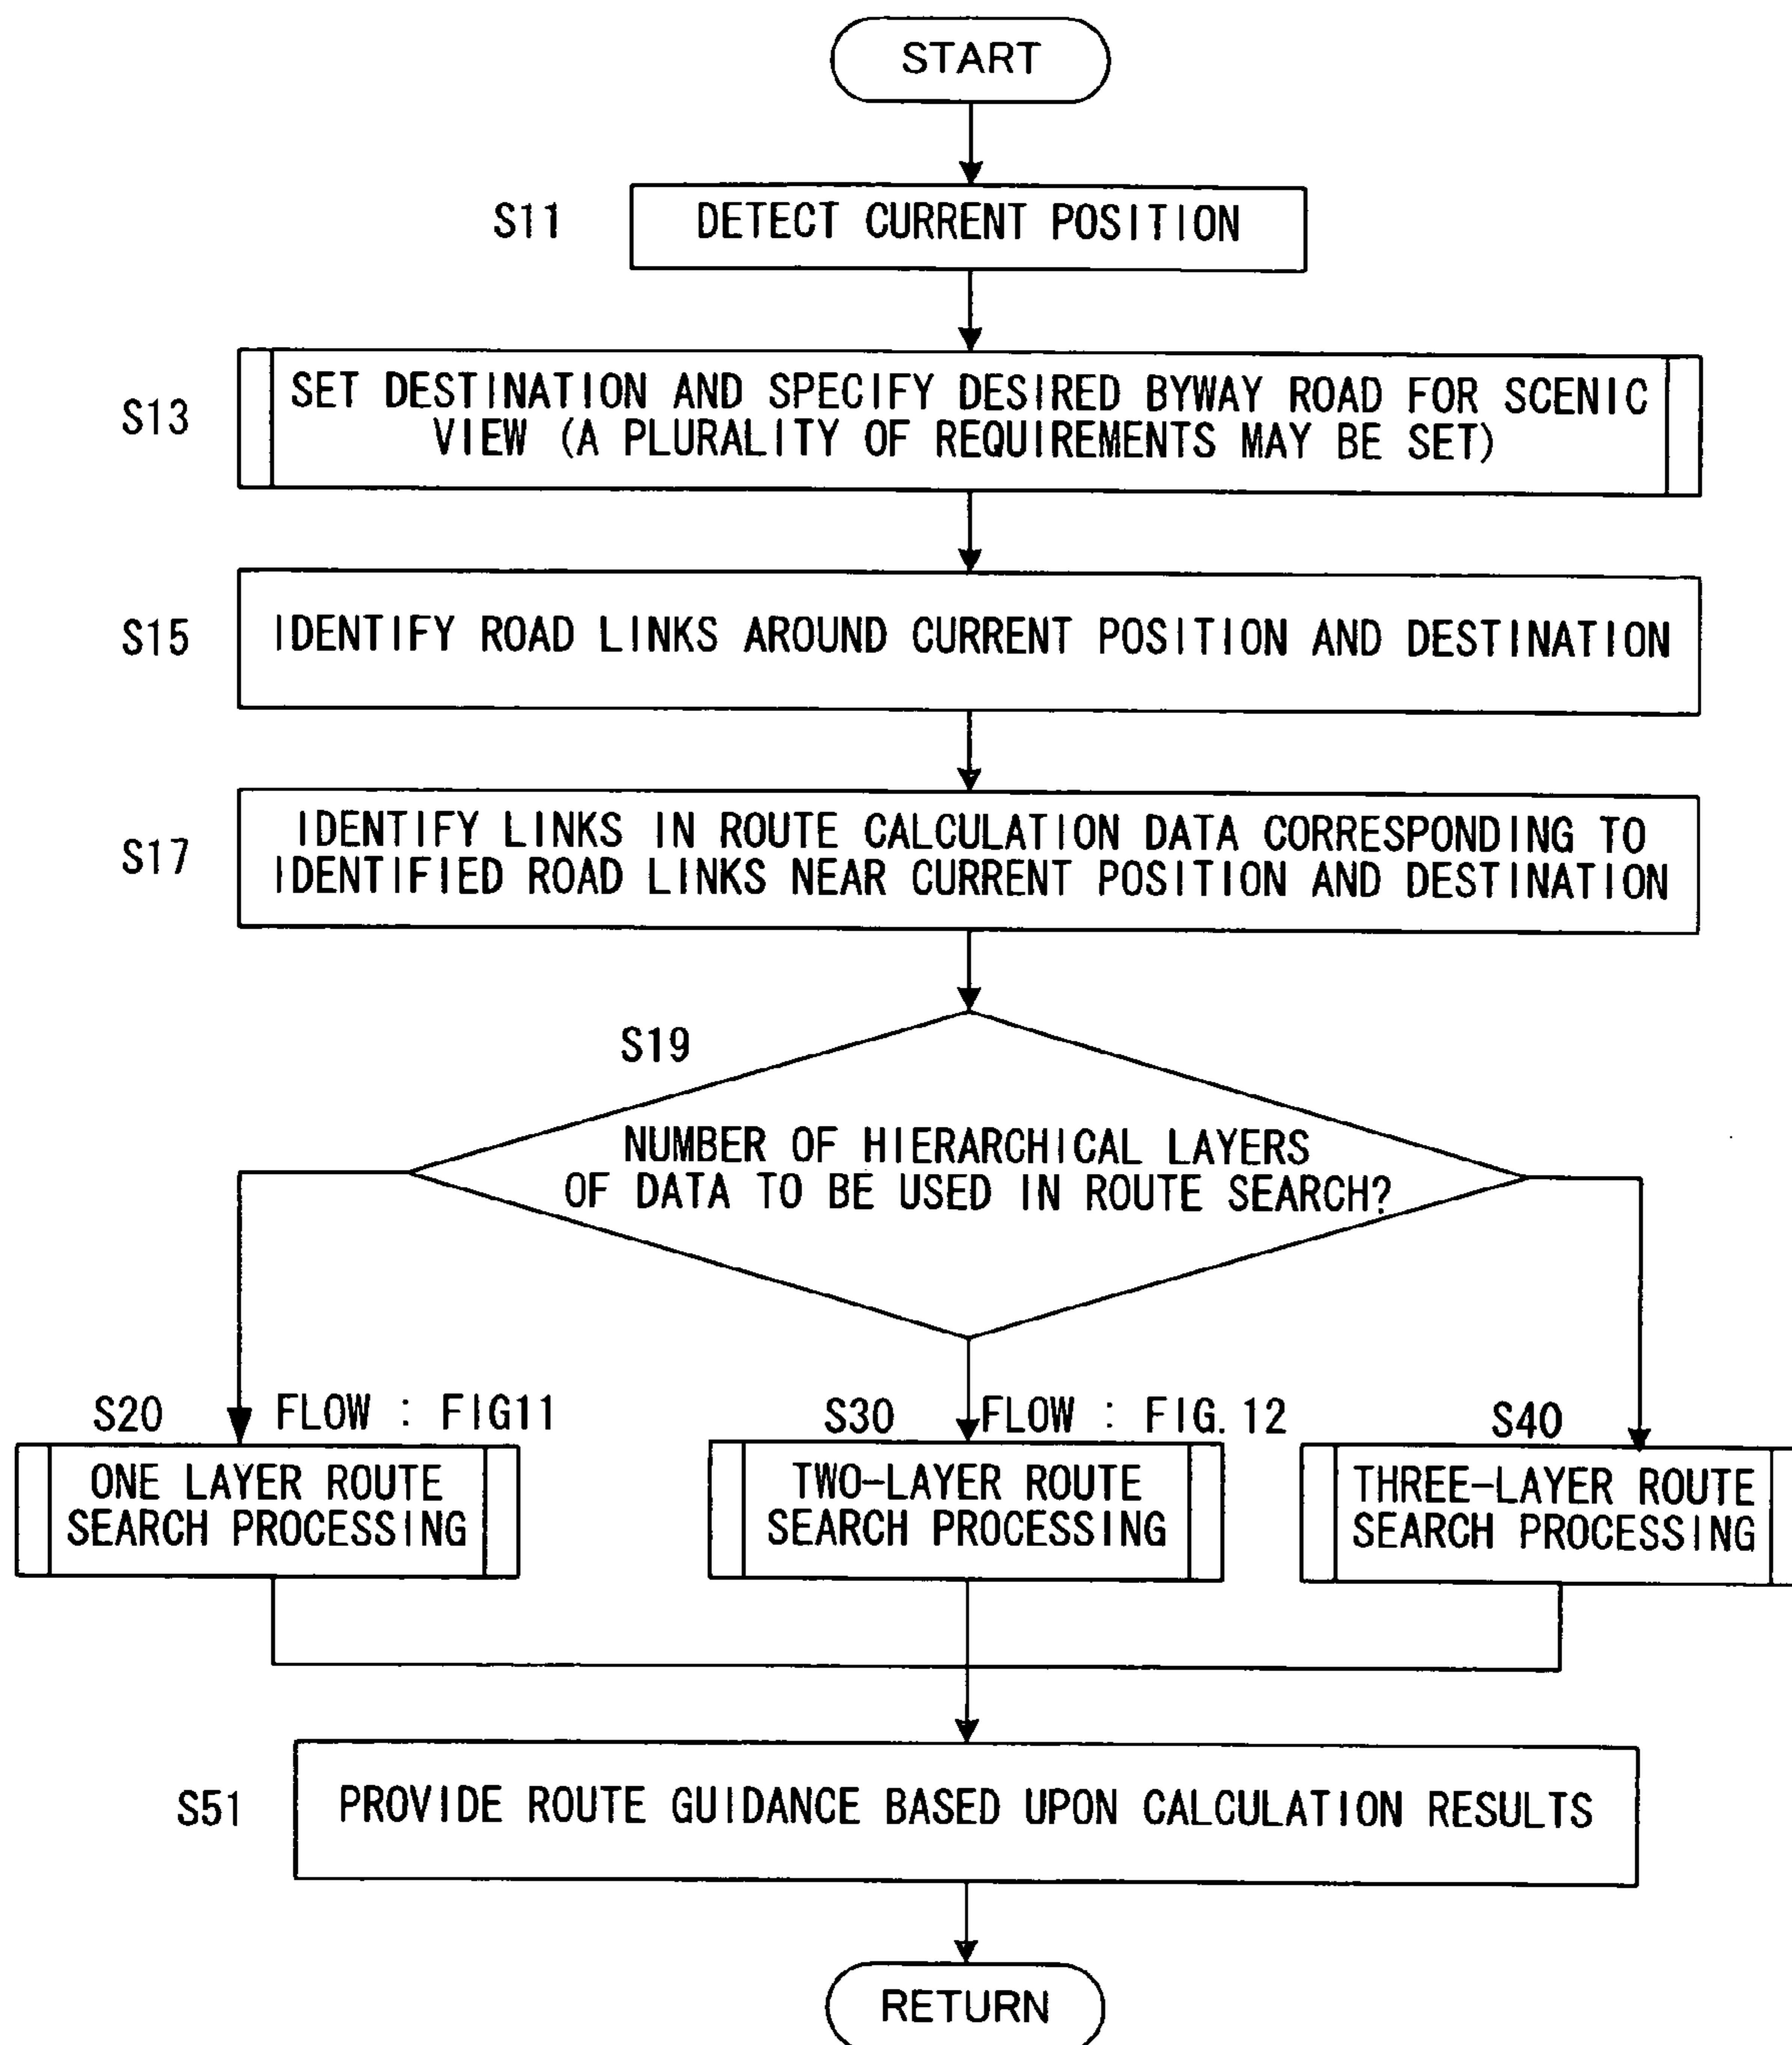 START
S11
DETECT CURRENT POSITION
S13
SET DESTINATION AND SPECIFY DESIRED BYWAY ROAD FOR SCENIC
VIEW (A PLURALITY OF REQUIREMENTS MAY BE SET)
S15
IDENTIFY ROAD LINKS AROUND CURRENT POSITION AND DESTINATION
S17
IDENTIFY LINKS IN ROUTE CALCULATION DATA CORRESPONDING TO
IDENTIFIED ROAD LINKS NEAR CURRENT POSITION AND DESTINATION
S19
NUMBER OF HIERARCHICAL LAYERS
OF DATA TO BE USED IN ROUTE SEARCH?
S20
FLOW : FIG11
ONE LAYER ROUTE
SEARCH PROCESSING
S30
FLOW : FIG. 12
TWO-LAYER ROUTE
SEARCH PROCESSING
S40
THREE-LAYER ROUTE
SEARCH PROCESSING
S51
PROVIDE ROUTE GUIDANCE BASED UPON CALCULATION RESULTS
RETURN